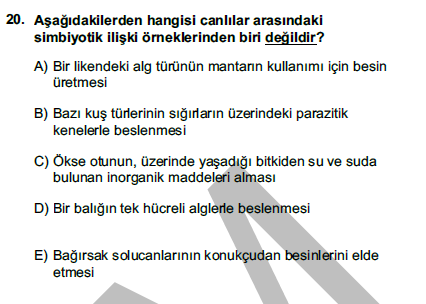 20. Aşağıdakilerden hangisi canlılar arasındaki
simbiyotik ilişki örneklerinden biri değildir?
A) Bir likendeki alg türünün mantarın kullanımı için besin
üretmesi
B) Bazı kuş türlerinin sığırların üzerindeki parazitik
kenelerle beslenmesi
C) Ökse otunun, üzerinde yaşadığı bitkiden su ve suda
bulunan inorganik maddeleri alması
D) Bir balığın tek hücreli alglerle beslenmesi
E) Bağırsak solucanlarının konukçudan besinlerini elde
etmesi